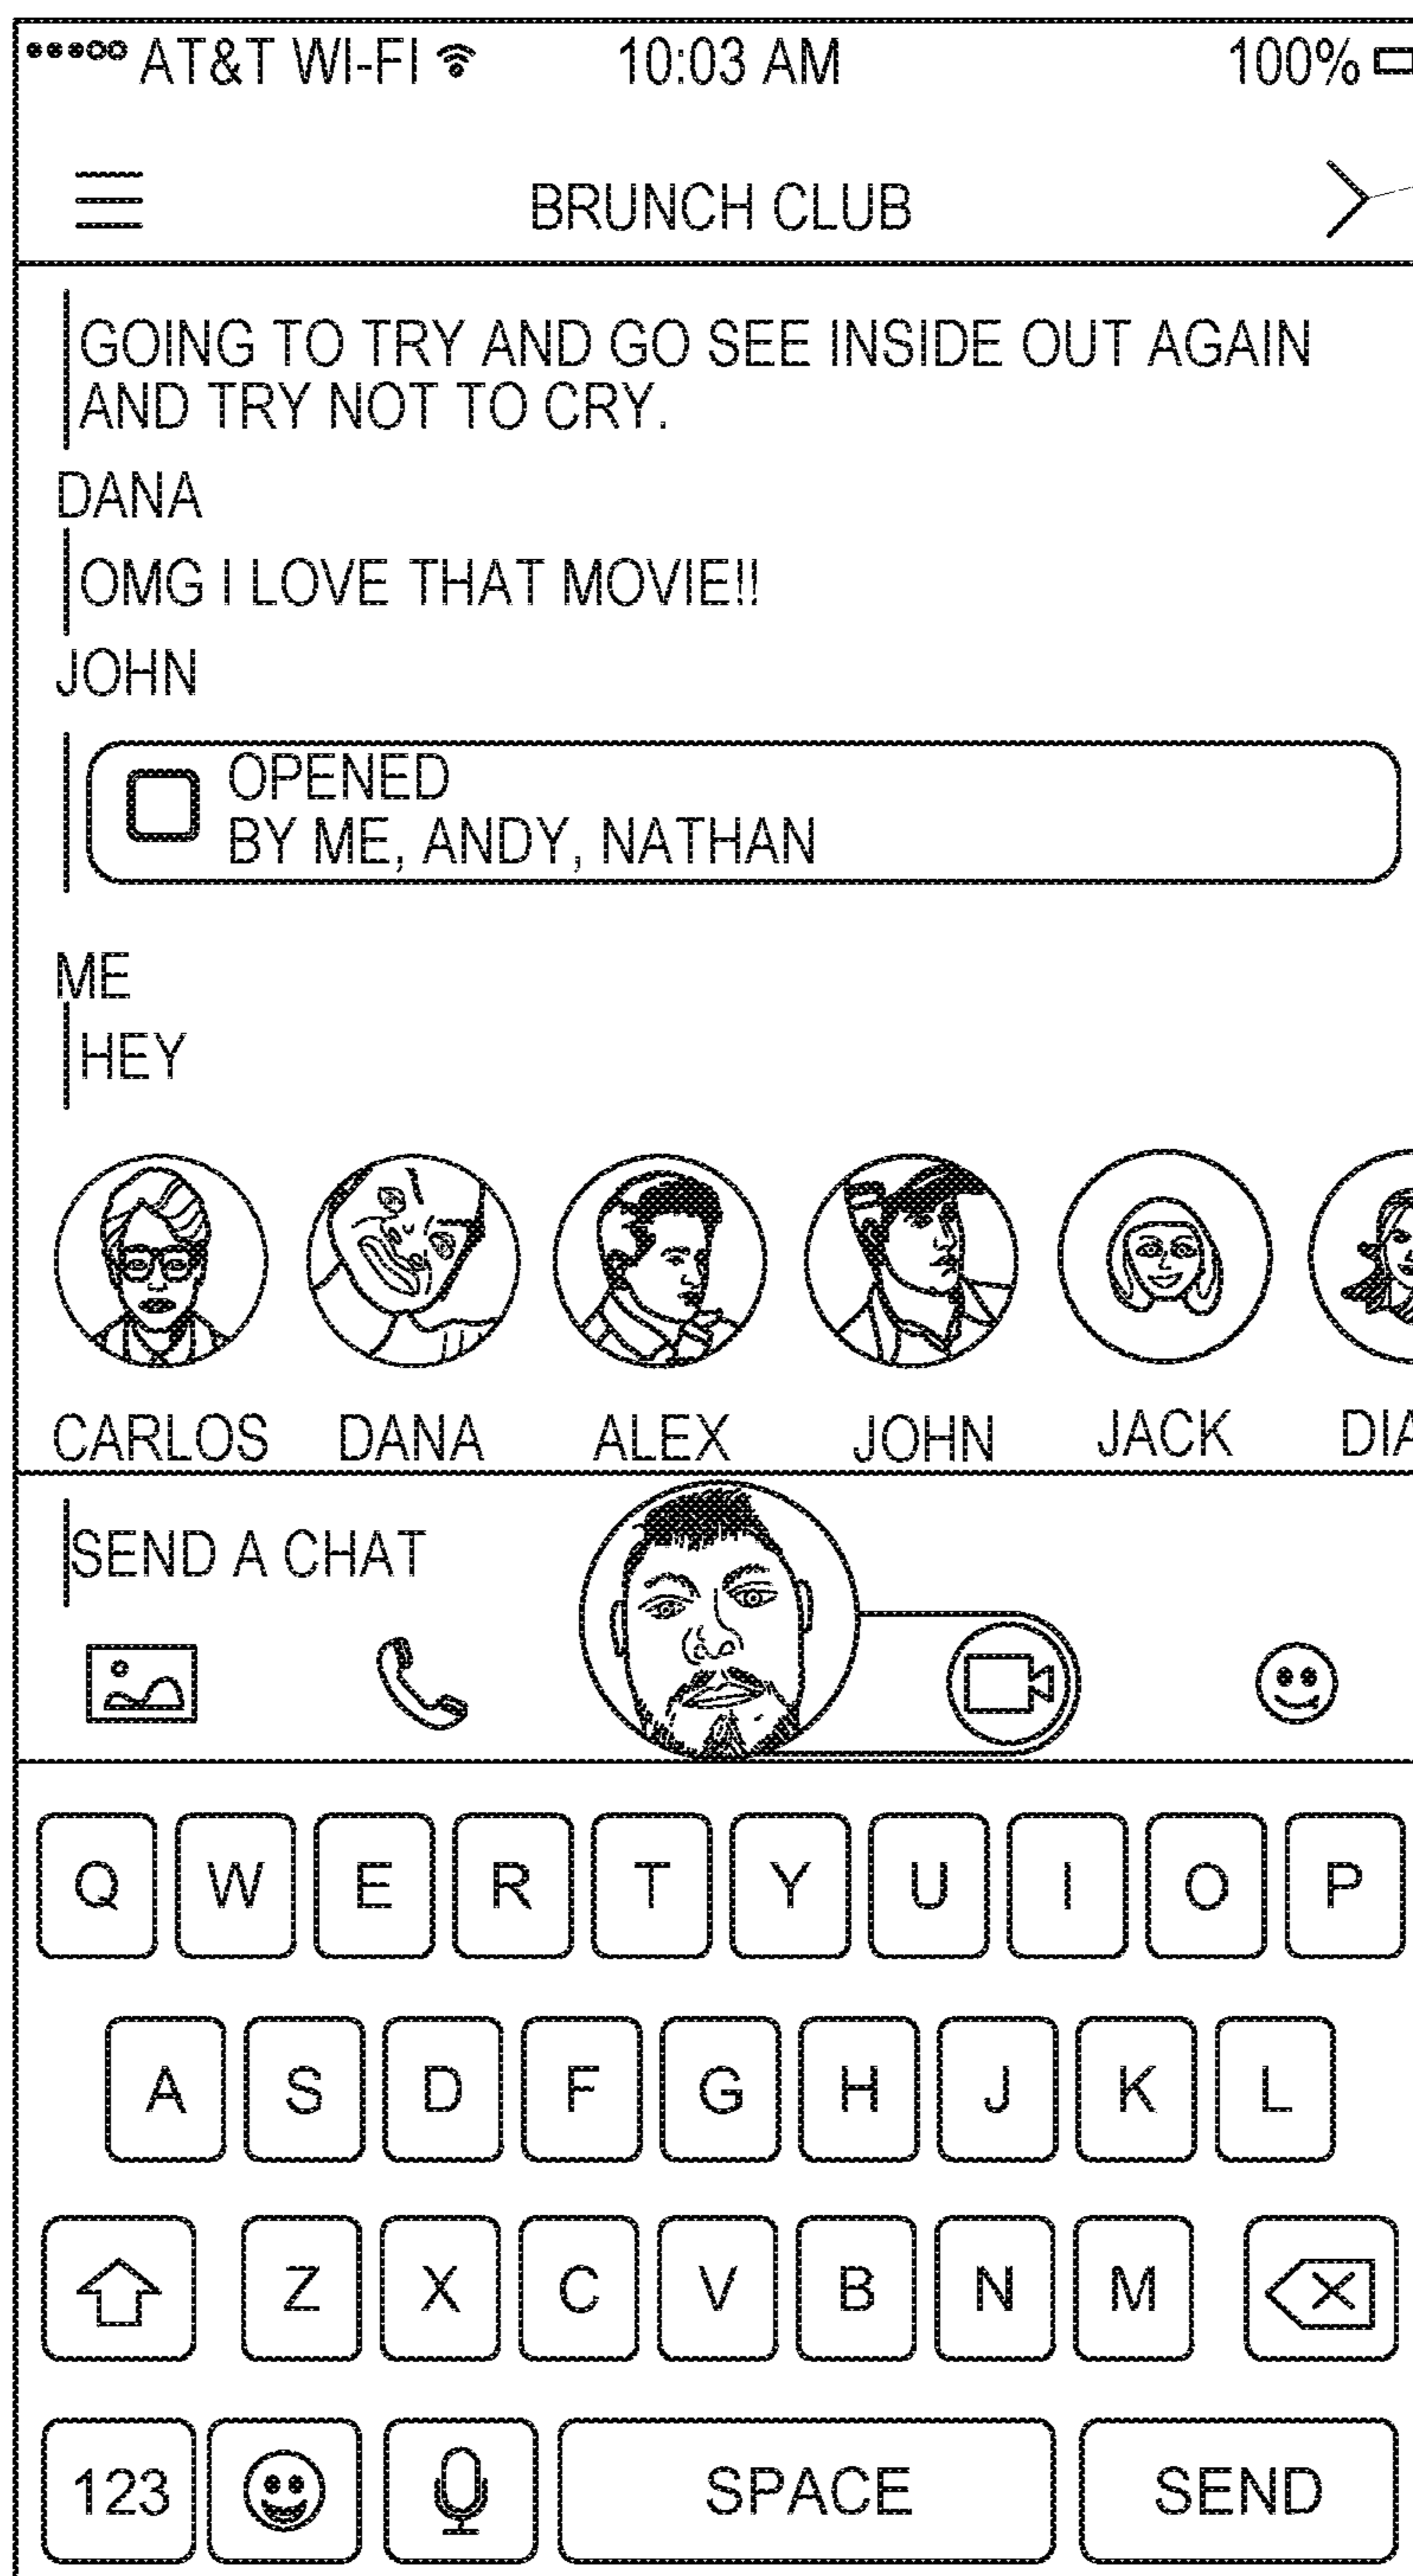 AT&T WI-FI 10:03 AM 100%
BRUNCH CLUB
GOING TO TRY AND GO SEE INSIDE OUT AGAIN
AND TRY NOT TO CRY.
DANA
OMG I LOVE THAT MOVIE!!
JOHN
OPENED
BY ME, ANDY, NATHAN
ME
HEY
CARLOS DANA ALEX JOHN JACK
SEND A CHAT
Q W E R T Y U I O P
A S D F G H J K L
Z X C V B N M
123 SPACE SEND